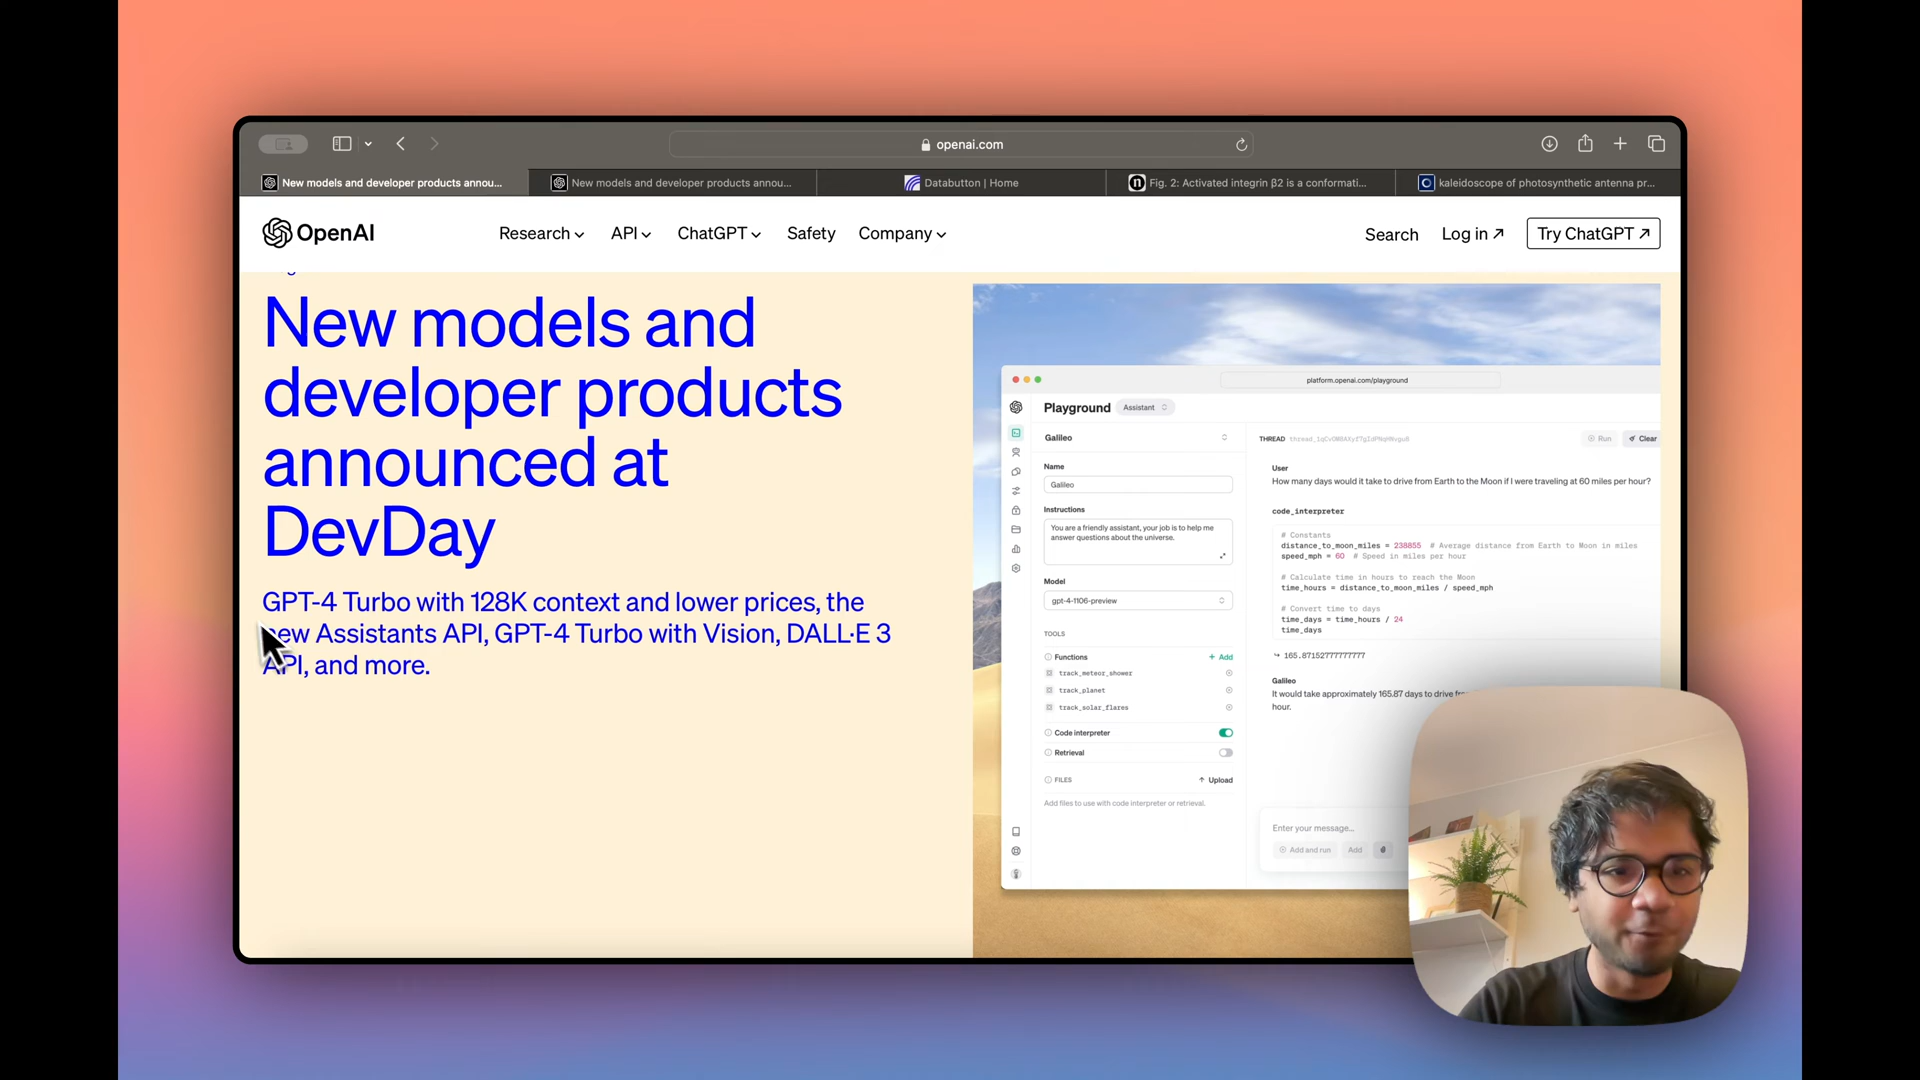 openai.com
New models and developer products annou...
New models and developer products annou...
Databutton | Home
Fig. 2: Activated integrin β2 is a conformati...
kaleidoscope of photosynthetic antenna pr...
OpenAI
Research
API
ChatGPT
Safety
Company
Search
Log in ↗
Try ChatGPT ↗
New models and
developer products
announced at
DevDay
GPT-4 Turbo with 128K context and lower prices, the
new Assistants API, GPT-4 Turbo with Vision, DALL·E 3
API, and more.
platform.openai.com/playground
Playground
Assistant
Galileo
Name
Galileo
Instructions
You are a friendly assistant, your job is to help me
answer questions about the universe.
Model
gpt-4-1106-preview
TOOLS
Functions
+ Add
track_meteor_shower
track_planet
track_solar_flares
Code interpreter
Retrieval
FILES
Upload
Add files to use with code interpreter or retrieval.
THREAD
Run
Clear
User
How many days would it take to drive from Earth to the Moon if I were traveling at 60 miles per hour?
code_interpreter
# Constants
distance_to_moon_miles = 238855 # Average distance from Earth to Moon in miles
speed_mph = 60 # Speed in miles per hour
# Calculate time in hours to reach the Moon
time_hours = distance_to_moon_miles / speed_mph
# Convert time to days
time_days = time_hours / 24
time_days
165.87152777777777
Galileo
It would take approximately 165.87 days to drive
hour.
Enter your message...
Add and run
Add